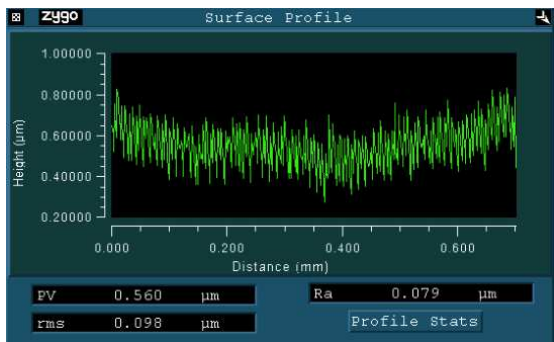 zygo Surface Profile
1.00000
0.80000
0.60000
0.40000
0.20000
Height (µm)
0.000 0.200 0.400 0.600
Distance (mm)
PV 0.560 µm
Ra 0.079 µm
rms 0.098 µm
Profile Stats